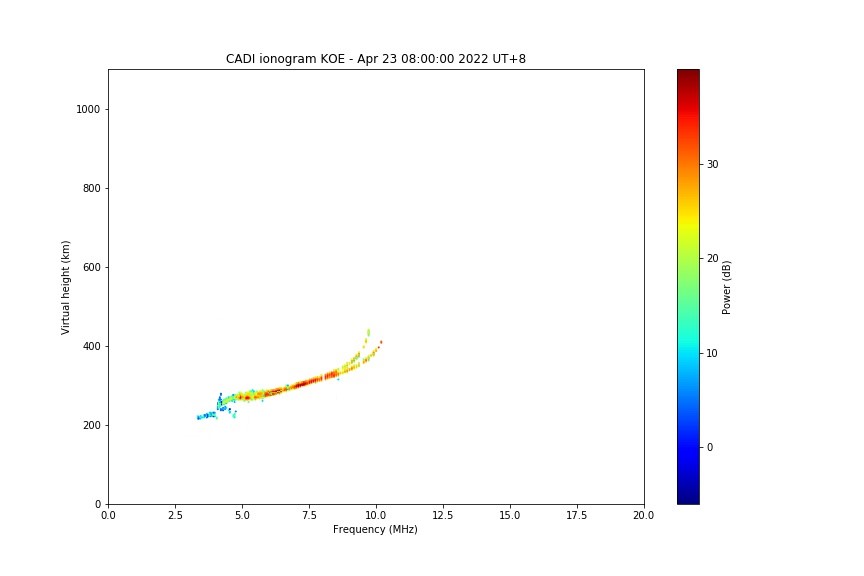 CADI ionogram KOE - Apr 23 08:00:00 2022 UT+8
1000
800
600
400
200
0
Virtual height (km)
0.0 2.5 5.0 7.5 10.0 12.5 15.0 17.5 20.0
Frequency (MHz)
30
20
10
0
Power (dB)